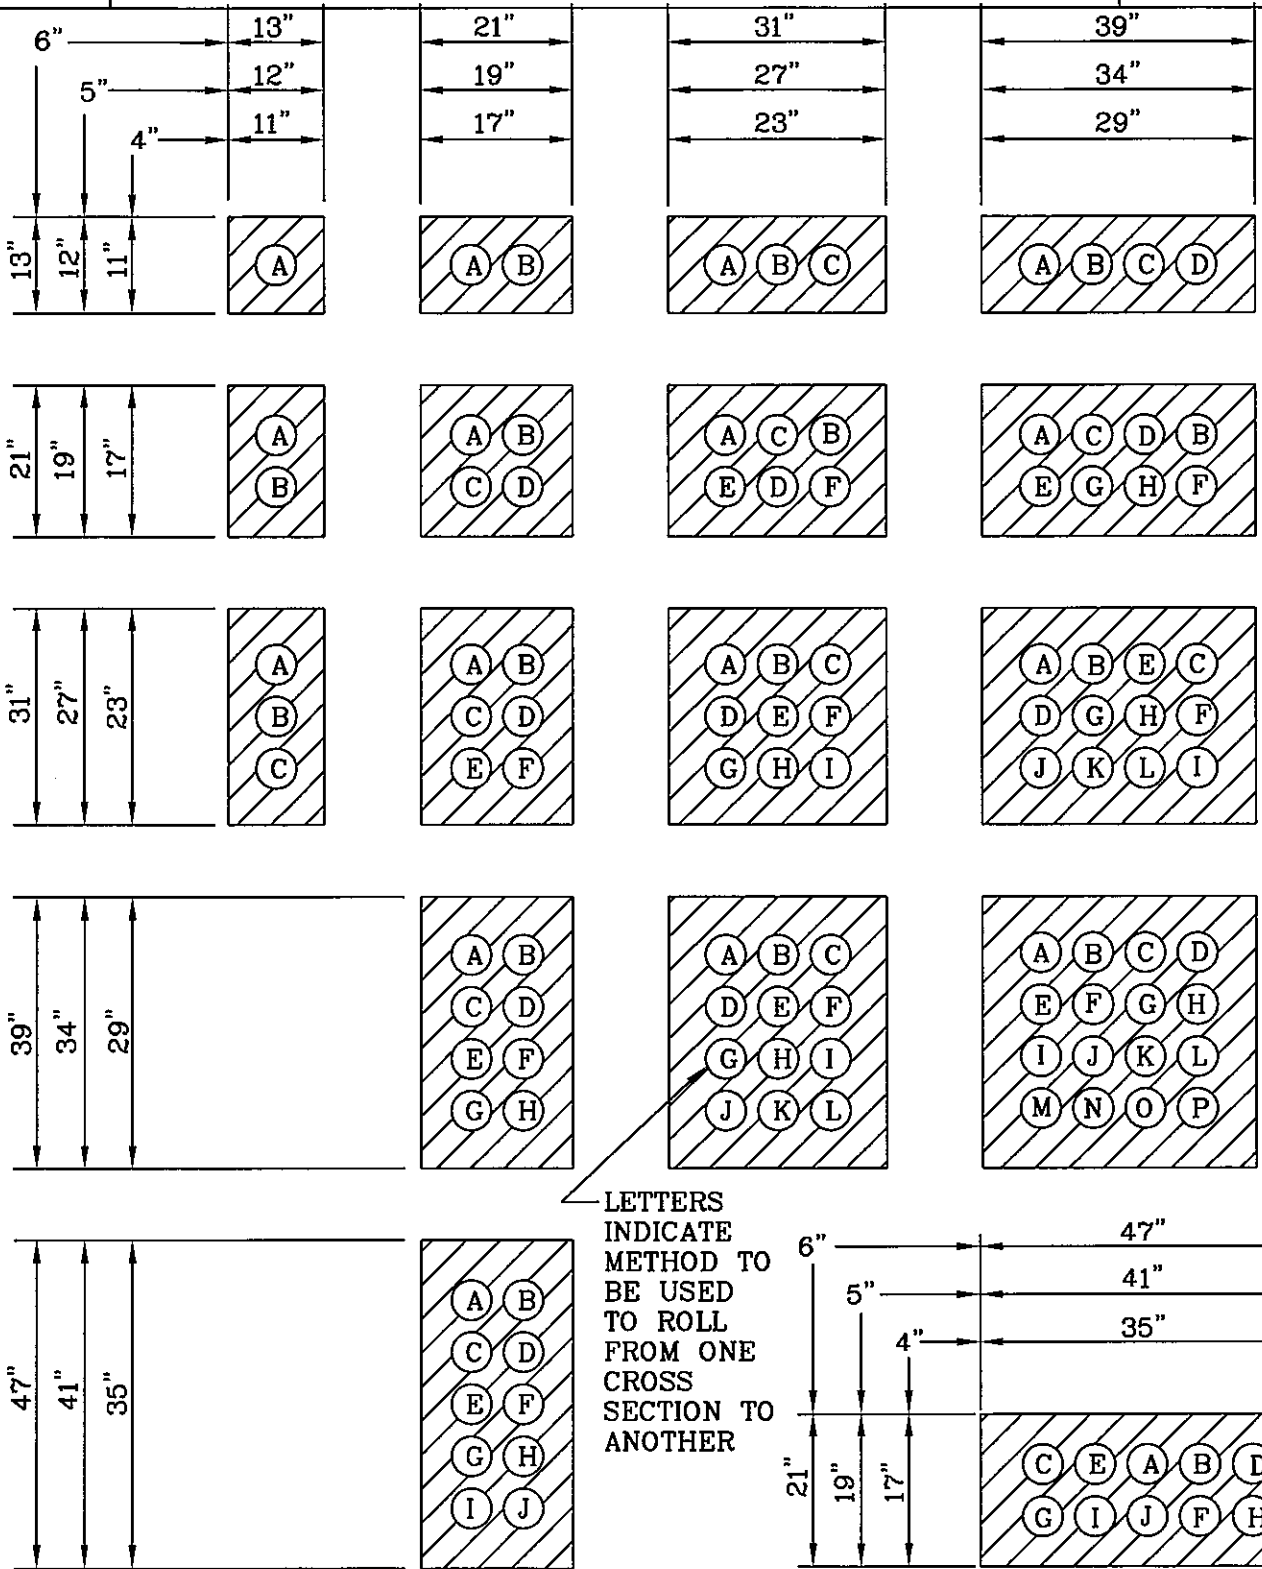 6" 13" 21" 31" 39"
5" 12" 19" 27" 34"
4" 11" 17" 23" 29"
13" 12" 11"
A A B A B C A B C D
21" 19" 17"
A A B A C B A C D B
B C D E D F E G H F
31" 27" 23"
A A B A B C A B E C
B C D D E F D G H F
C E F G H I J K L I
39" 34" 29"
A B A B C A B C D
C D D E F E F G H
E F G H I I J K L
G H J K L M N O P
LETTERS
INDICATE
METHOD TO
BE USED
TO ROLL
FROM ONE
CROSS
SECTION TO
ANOTHER
47" 41" 35"
A B
C D
E F
G H
I J
6" 47"
5" 41"
4" 35"
21" 19" 17"
C E A B D
G I J F H